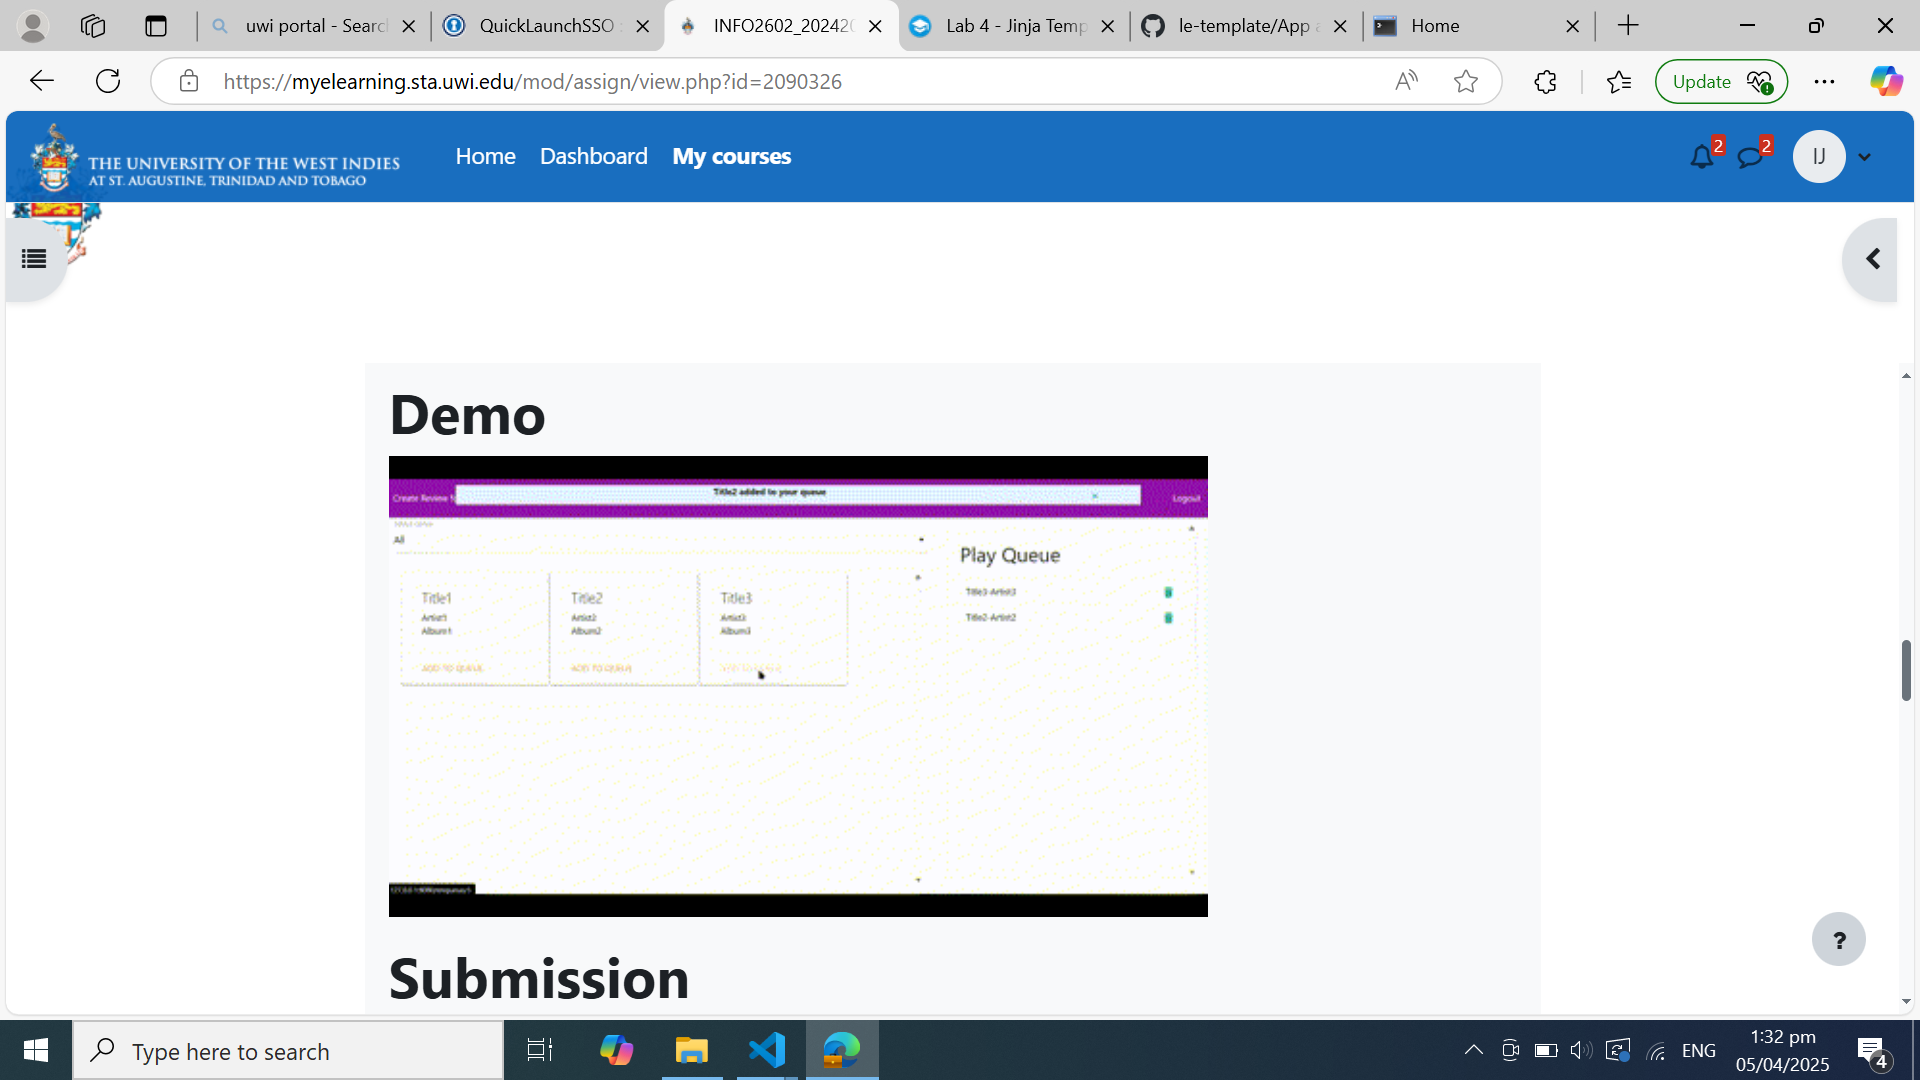 uwi portal - Searc
QuickLaunchSSO :
INFO2602_20242
Lab 4 - Jinja Temp
le-template/App a
Home
https://myelearning.sta.uwi.edu/mod/assign/view.php?id=2090326
Update
THE UNIVERSITY OF THE WEST INDIES
AT ST. AUGUSTINE, TRINIDAD AND TOBAGO
Home
Dashboard
My courses
2
2
IJ
Demo
Create Review
Title2 added to your queue
Logout
All
Play Queue
Title1
Artist1
Album1
ADD TO QUEUE
Title2
Artist2
Album2
ADD TO QUEUE
Title3
Artist3
Album3
Title3-Artist3
Title2-Artist2
Submission
?
Type here to search
ENG
1:32 pm
05/04/2025
4